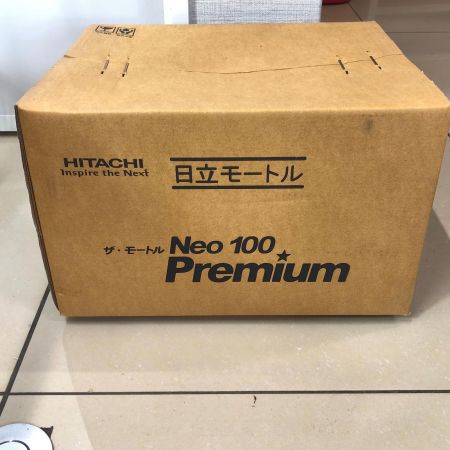 HITACHI
Inspire the Next
日立モートル
ザ・モートル Neo 100
Premium